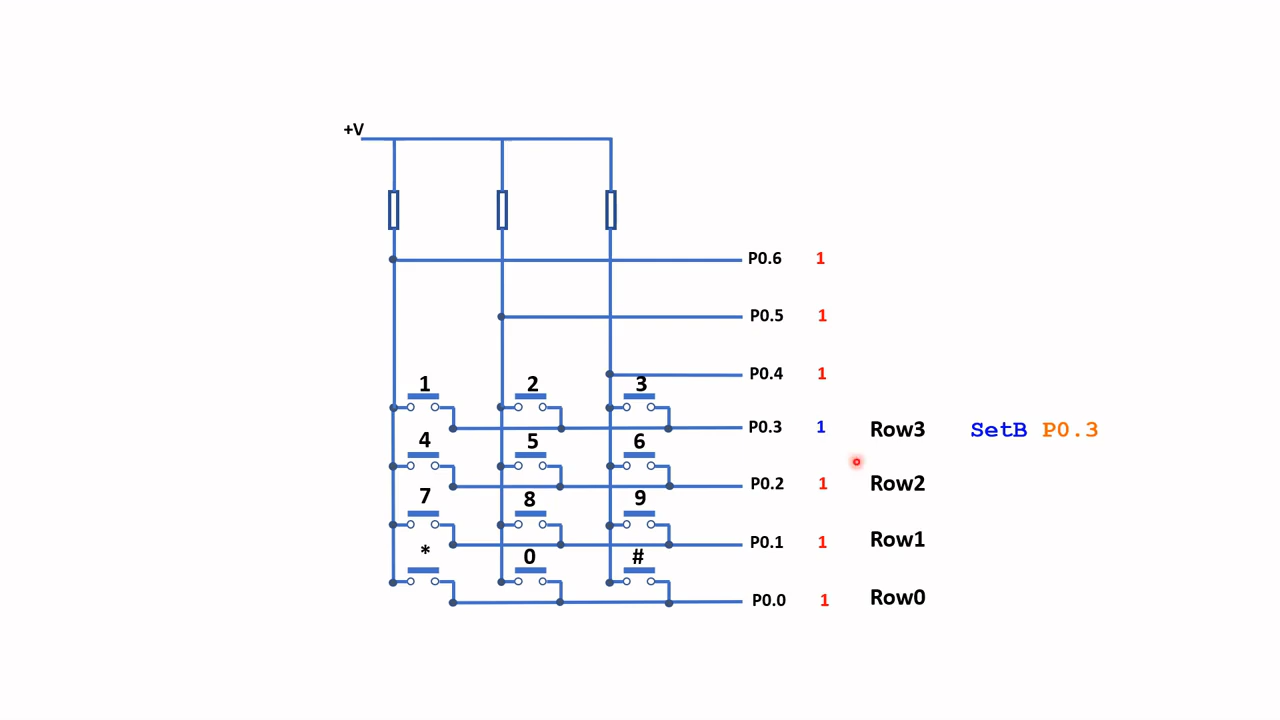 +V
P0.6 1
P0.5 1
P0.4 1
1 2 3
P0.3 1 Row3 SetB P0.3
4 5 6
P0.2 1 Row2
7 8 9
P0.1 1 Row1
* 0 #
P0.0 1 Row0